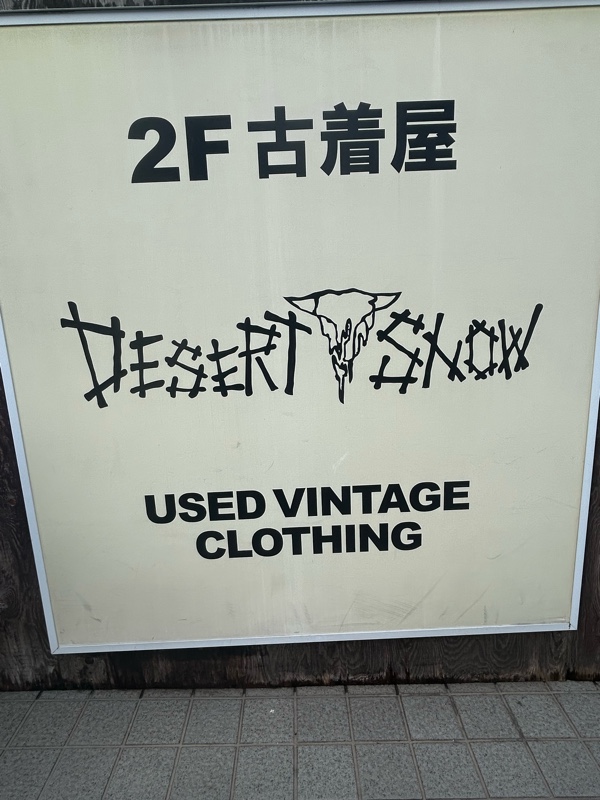 2F 古着屋
DESERT SNOW
USED VINTAGE
CLOTHING